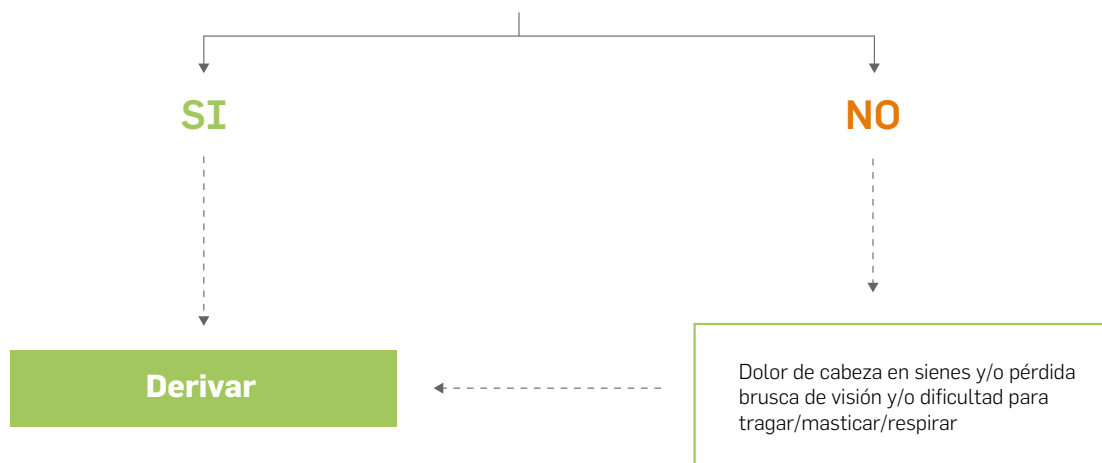 SI
NO
Derivar
Dolor de cabeza en sienes y/o pérdida
brusca de visión y/o dificultad para
tragar/masticar/respirar